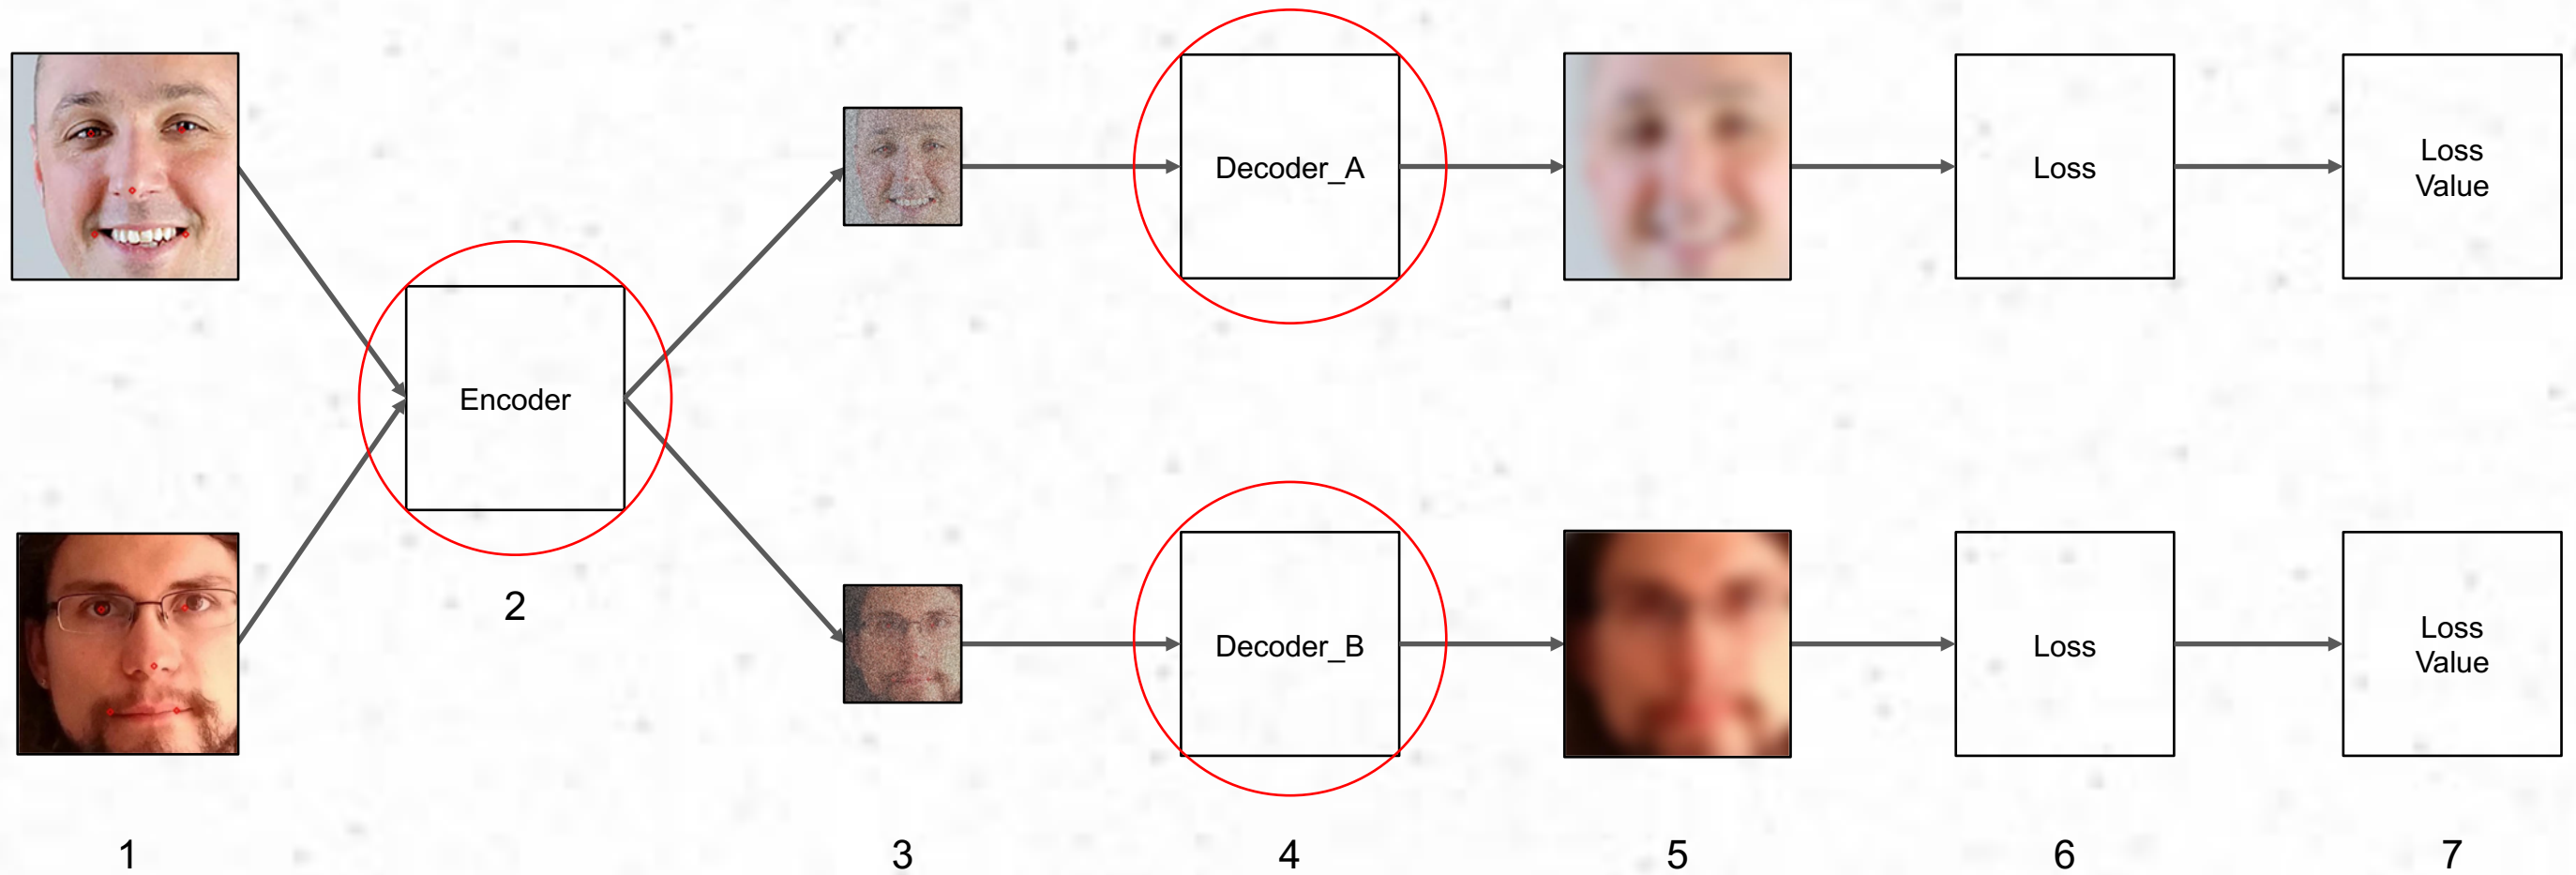 Decoder_A
Loss
Loss
Value
Encoder
2
Decoder_B
Loss
Loss
Value
1
3
4
5
6
7